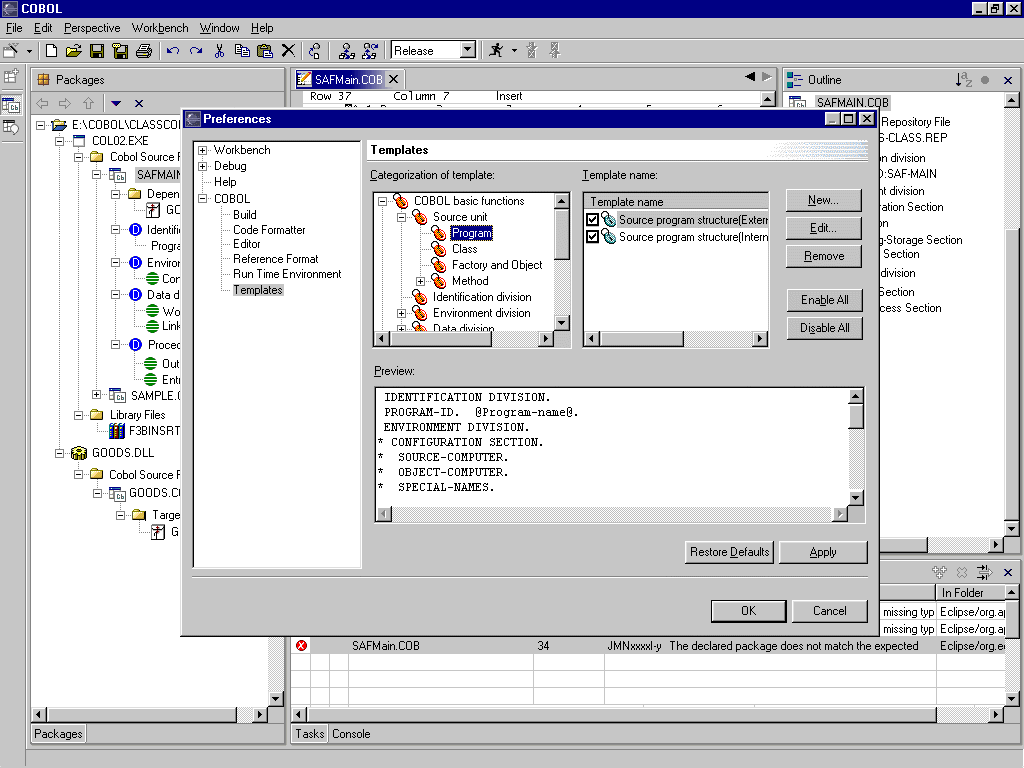 COBOL
File Edit Perspective Workbench Window Help
Release
Packages
E:\COBOL\CLASSCO
COL02.EXE
Cobol Source F
SAFMAIN
Depen
GO
Identifi
Progra
Environ
Con
Data d
Wo
Link
Proced
Out
Entr
SAMPLE.C
Library Files
F3BINSRT
GOODS.DLL
Cobol Source F
GOODS.CO
Targe
G
Packages
SAFMain.COB
Row 37 Column 7 Insert
Outline
SAFMAIN.COB
Repository File
S-CLASS.REP
on division
D:SAF-MAIN
nt division
ration Section
on
g-Storage Section
Section
division
Section
cess Section
Preferences
Workbench
Debug
Help
COBOL
Build
Code Formatter
Editor
Reference Format
Run Time Environment
Templates
Templates
Categorization of template:
COBOL basic functions
Source unit
Program
Class
Factory and Object
Method
Identification division
Environment division
Data division
Template name:
Template name
Source program structure(Extern
Source program structure(Intern
New...
Edit...
Remove
Enable All
Disable All
Preview:
IDENTIFICATION DIVISION.
PROGRAM-ID. @Program-name@.
ENVIRONMENT DIVISION.
* CONFIGURATION SECTION.
* SOURCE-COMPUTER.
* OBJECT-COMPUTER.
* SPECIAL-NAMES.
Restore Defaults Apply
OK Cancel
In Folder
missing typ Eclipse/org.ap
missing typ Eclipse/org.ap
SAFMain.COB 34 JMNxxxxI-y The declared package does not match the expected Eclipse/org.ec
Tasks Console